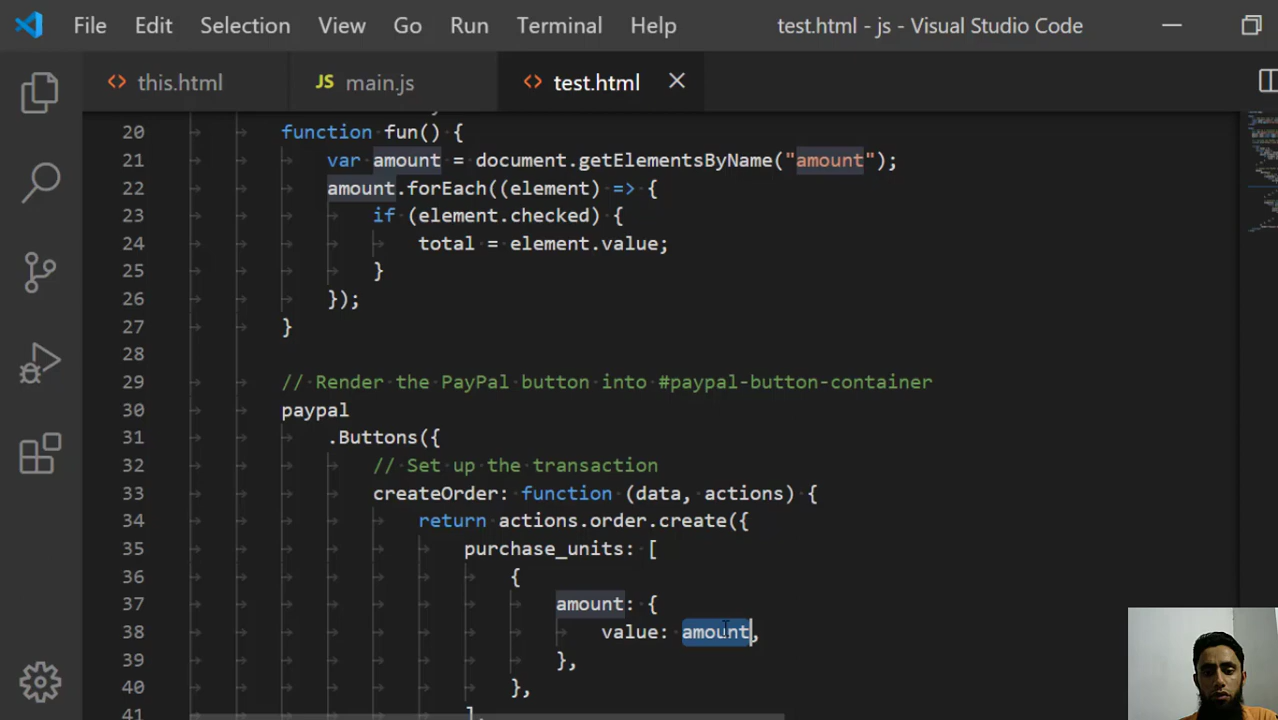 File Edit Selection View Go Run Terminal Help test.html - js - Visual Studio Code
<> this.html JS main.js <> test.html
20 function fun() {
21 var amount = document.getElementsByName("amount");
22 amount.forEach((element) => {
23 if (element.checked) {
24 total = element.value;
25 }
26 });
27 }
28
29 // Render the PayPal button into #paypal-button-container
30 paypal
31 .Buttons({
32 // Set up the transaction
33 createOrder: function (data, actions) {
34 return actions.order.create({
35 purchase_units: [
36 {
37 amount: {
38 value: amount,
39 },
40 },
41 ],